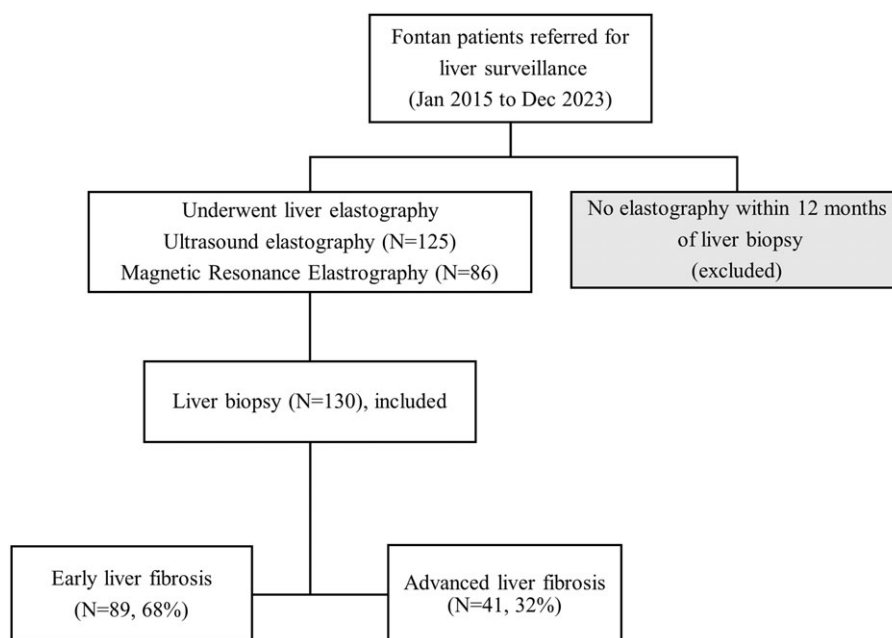 Fontan patients referred for
liver surveillance
(Jan 2015 to Dec 2023)
Underwent liver elastography
Ultrasound elastography (N=125)
Magnetic Resonance Elastrography (N=86)
No elastography within 12 months
of liver biopsy
(excluded)
Liver biopsy (N=130), included
Early liver fibrosis
(N=89, 68%)
Advanced liver fibrosis
(N=41, 32%)